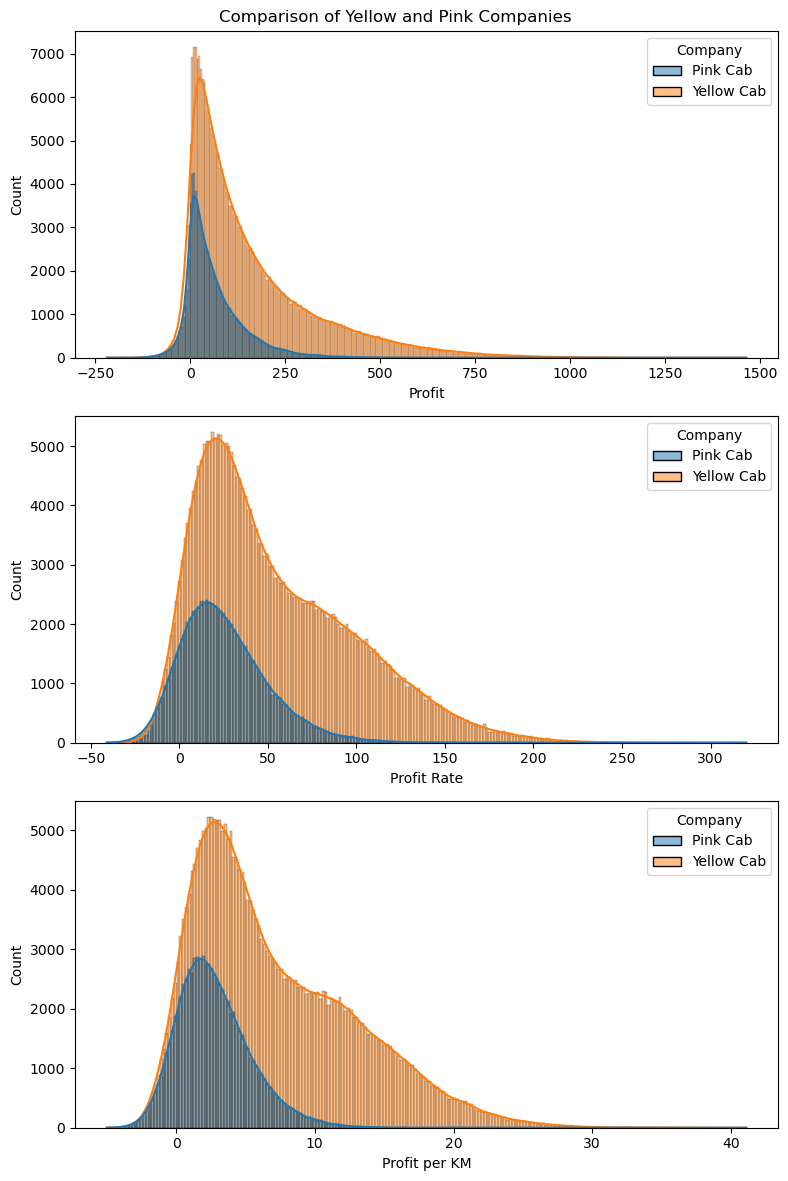 Comparison of Yellow and Pink Companies
7000
6000
5000
4000
3000
2000
1000
0
Count
Company
Pink Cab
Yellow Cab
−250
0
250
500
750
1000
1250
1500
Profit
5000
4000
3000
2000
1000
0
Count
Company
Pink Cab
Yellow Cab
−50
0
50
100
150
200
250
300
Profit Rate
5000
4000
3000
2000
1000
0
Count
Company
Pink Cab
Yellow Cab
0
10
20
30
40
Profit per KM